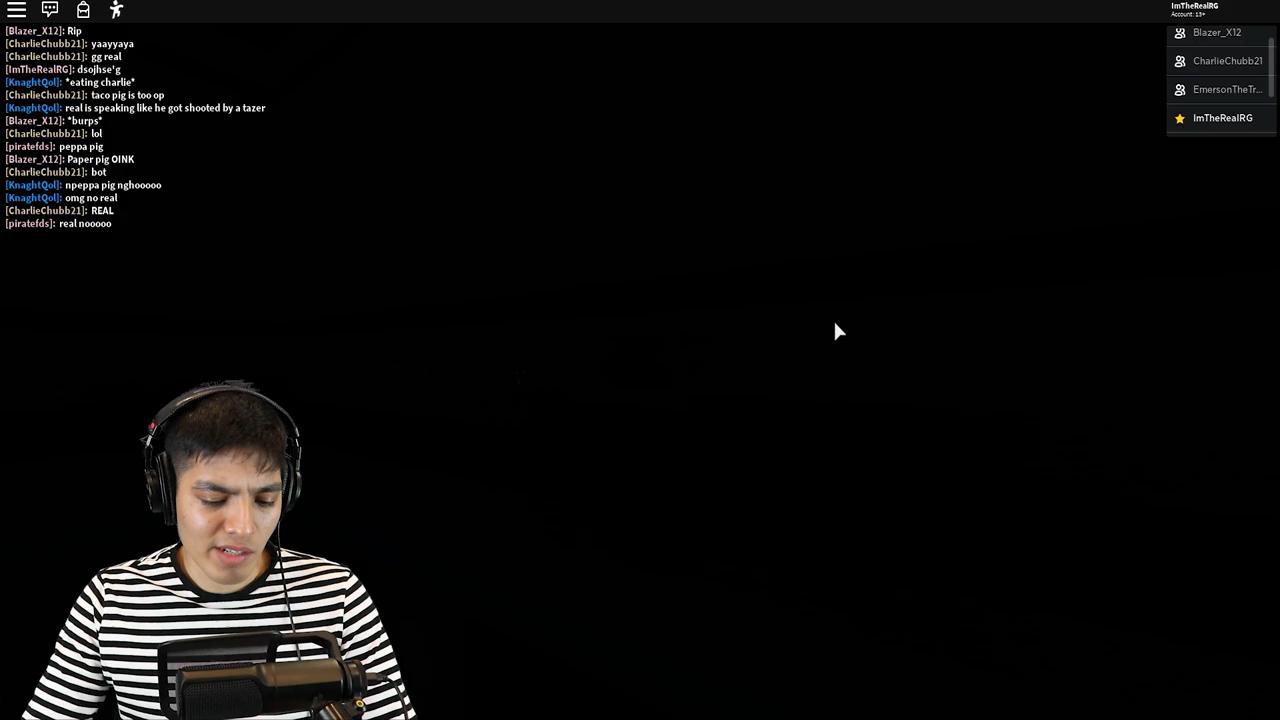 ImTheRealRG
Account: 13+
[Blazer_X12]: Rip
[CharlieChubb21]: yaayyaya
[CharlieChubb21]: gg real
[ImTheRealRG]: dsojhse'g
[KnaghtQol]: *eating charlie*
[CharlieChubb21]: taco pig is too op
[KnaghtQol]: real is speaking like he got shooted by a tazer
[Blazer_X12]: *burps*
[CharlieChubb21]: lol
[piratefds]: peppa pig
[Blazer_X12]: Paper pig OINK
[CharlieChubb21]: bot
[KnaghtQol]: npeppa pig nghooooo
[KnaghtQol]: omg no real
[CharlieChubb21]: REAL
[piratefds]: real nooooo
Blazer_X12
CharlieChubb21
EmersonTheTr...
ImTheRealRG